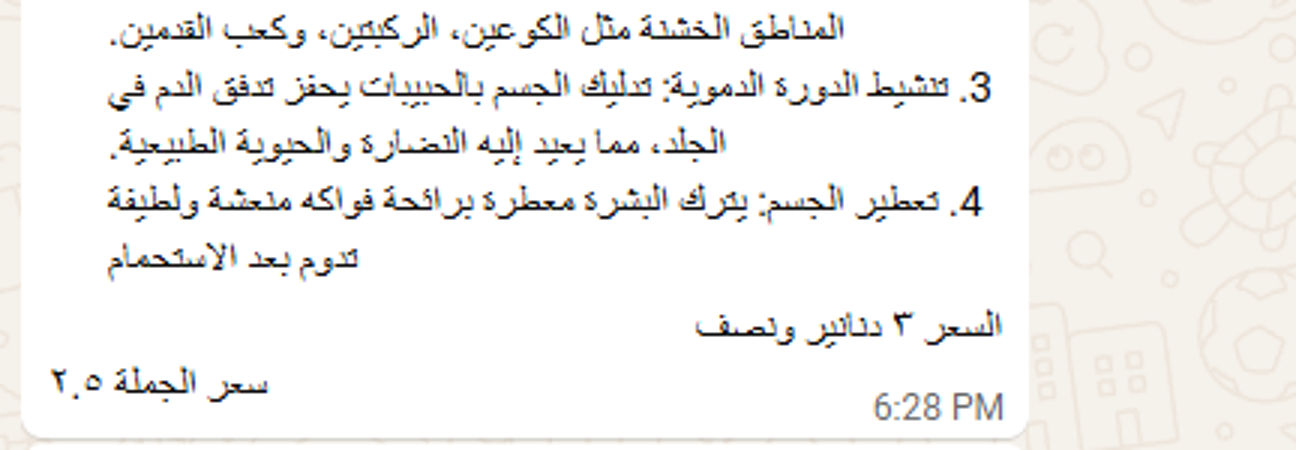 المناطق الخشنة مثل الكوعين، الركبتين، وكعب القدمين.
3. تنشيط الدورة الدموية: تدليك الجسم بالحبيبات يحفز تدفق الدم في
الجلد، مما يعيد إليه النضارة والحيوية الطبيعية.
4. تعطير الجسم: يترك البشرة معطرة برائحة فواكه منعشة ولطيفة
تدوم بعد الاستحمام
السعر ٣ دنانير ونصف
سعر الجملة ٢.٥
6:28 PM